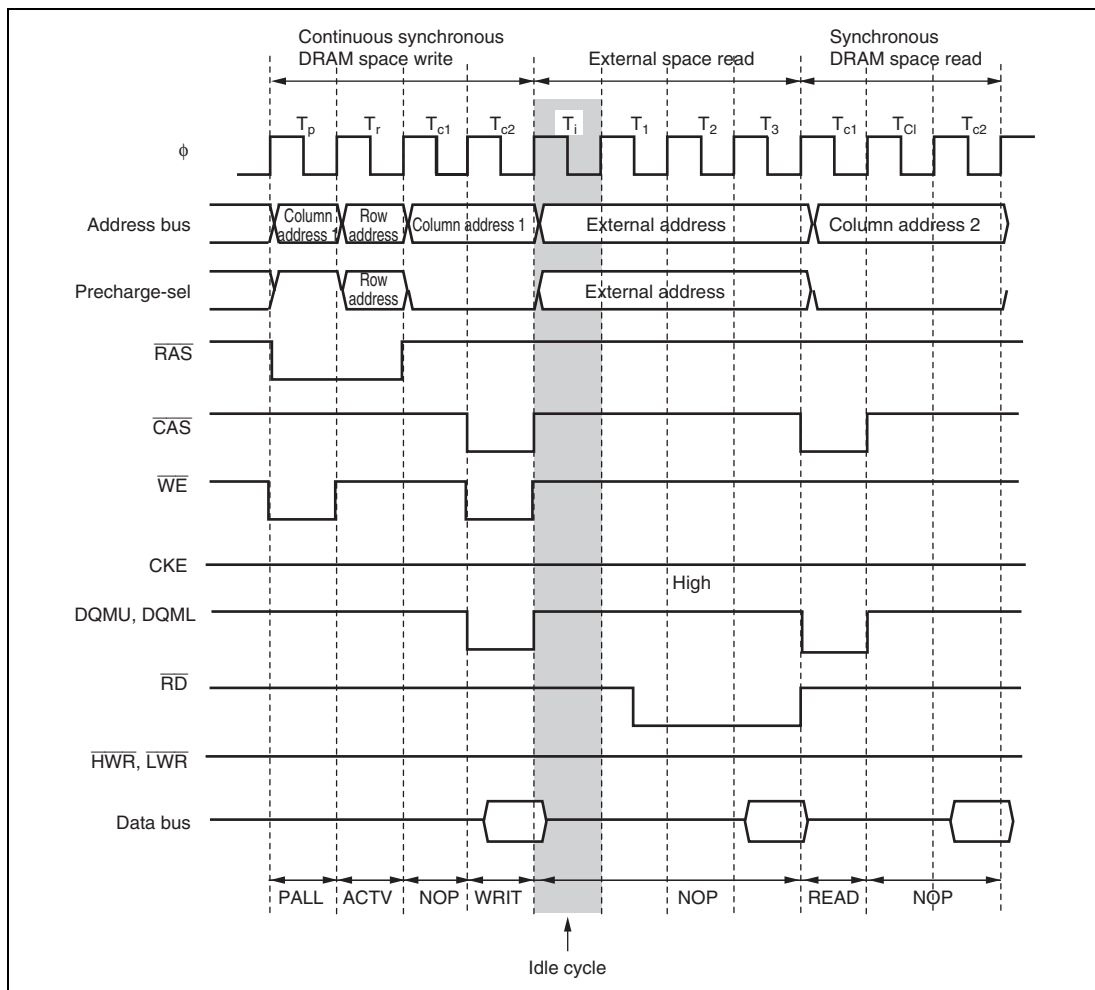 Continuous synchronous
DRAM space write
External space read
Synchronous
DRAM space read
Tp Tr Tc1 Tc2 Ti T1 T2 T3 Tc1 TCl Tc2
φ
Address bus
Column
address 1
Row
address
Column address 1
External address
Column address 2
Precharge-sel
Row
address
External address
RAS
CAS
WE
CKE
High
DQMU, DQML
RD
HWR, LWR
Data bus
PALL ACTV NOP WRIT NOP READ NOP
Idle cycle